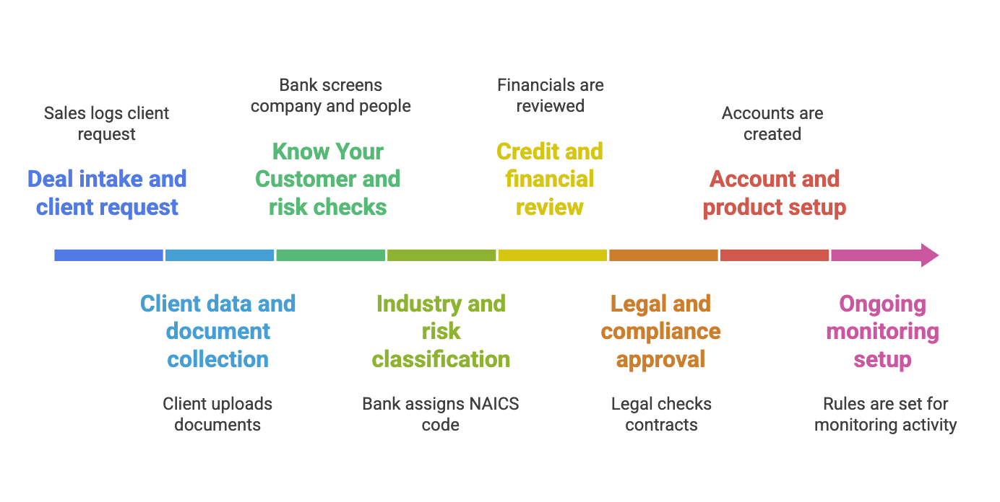 Sales logs client
request
Deal intake and
client request
Client data and
document
collection
Client uploads
documents
Bank screens
company and people
Know Your
Customer and
risk checks
Industry and
risk
classification
Bank assigns NAICS
code
Financials are
reviewed
Credit and
financial
review
Legal and
compliance
approval
Legal checks
contracts
Accounts are
created
Account and
product setup
Ongoing
monitoring
setup
Rules are set for
monitoring activity